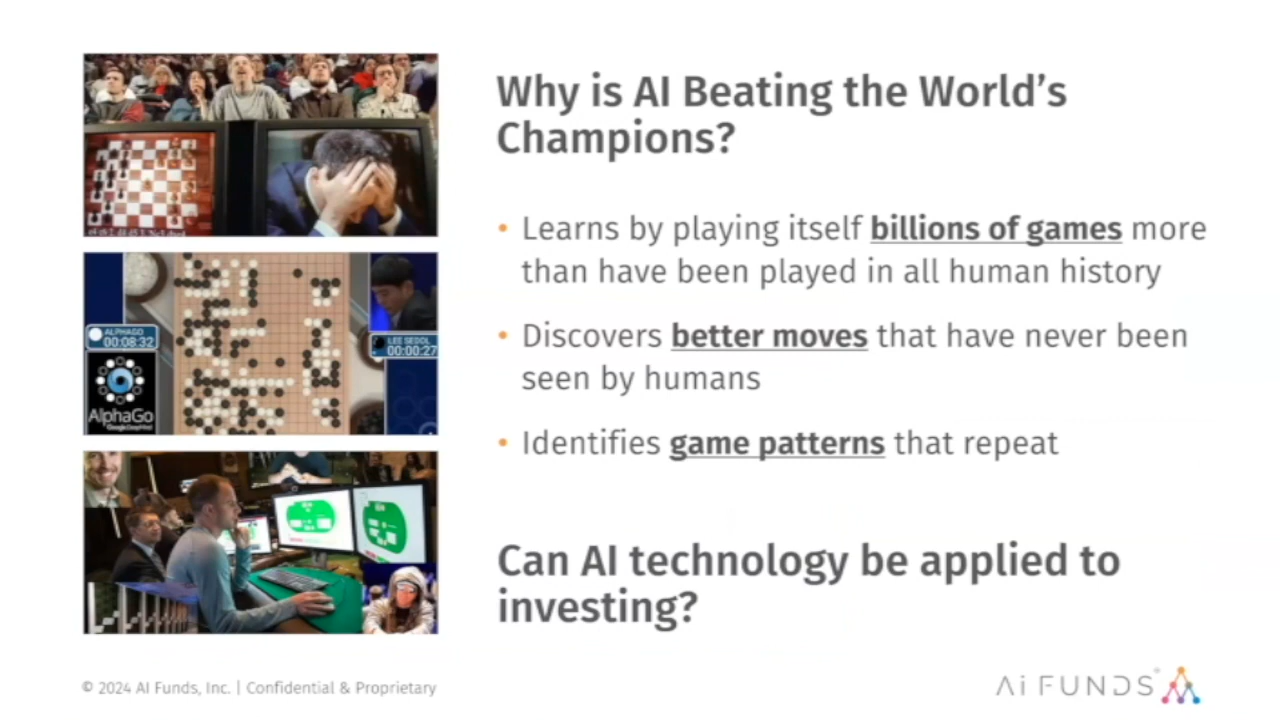 Why is AI Beating the World's
Champions?
• Learns by playing itself billions of games more
than have been played in all human history
• Discovers better moves that have never been
seen by humans
• Identifies game patterns that repeat
Can AI technology be applied to
investing?
ALPHAGO
00:08:32
LEE SEDOL
00:00:27
AlphaGo
Google DeepMind
© 2024 AI Funds, Inc. | Confidential & Proprietary
Ai FUNDS